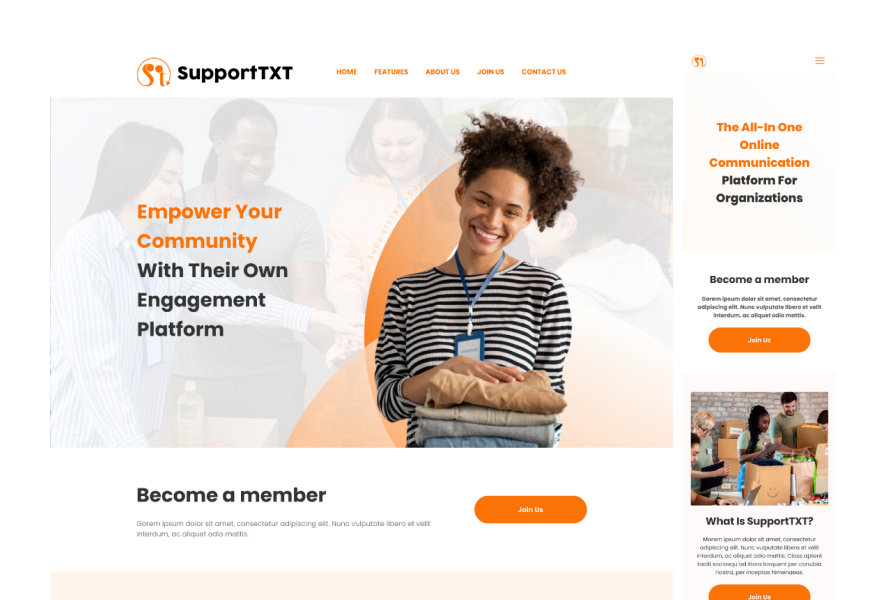 SupportTXT
HOME FEATURES ABOUT US JOIN US CONTACT US
Empower Your
Community
With Their Own
Engagement
Platform
Become a member
Gorem ipsum dolor sit amet, consectetur adipiscing elit. Nunc vulputate libero et velit
interdum, ac aliquet odio mattis.
Join Us
The All-In One
Online
Communication
Platform For
Organizations
Become a member
Gorem ipsum dolor sit amet, consectetur
adipiscing elit. Nunc vulputate libero et velit
interdum, ac aliquet odio mattis.
Join Us
What Is SupportTXT?
Morem ipsum dolor sit amet, consectetur
adipiscing elit. Nunc vulputate libero et velit
interdum, ac aliquet odio mattis. Class aptent
taciti sociosqu ad litora torquent per conubia
nostra, per inceptos himenaeos.
Join Us